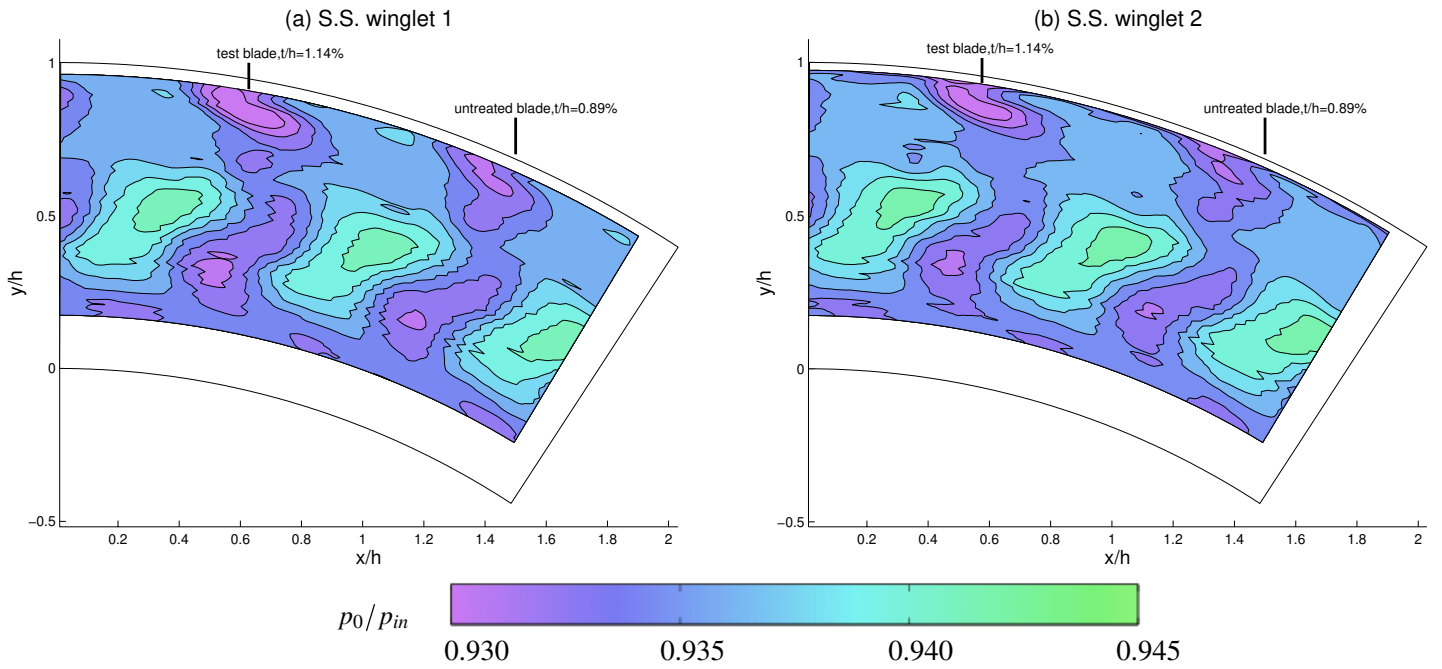 (a) S.S. winglet 1
(b) S.S. winglet 2
test blade,t/h=1.14%
untreated blade,t/h=0.89%
test blade,t/h=1.14%
untreated blade,t/h=0.89%
y/h
1
0.5
0
−0.5
0.2 0.4 0.6 0.8 1.0 1.2 1.4 1.6 1.8 2
x/h
y/h
1
0.5
0
−0.5
0.2 0.4 0.6 0.8 1.0 1.2 1.4 1.6 1.8 2
x/h
p0/pin
0.930 0.935 0.940 0.945